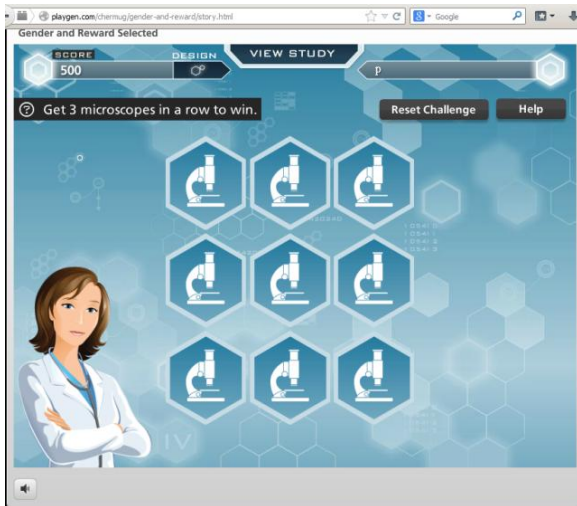 playgen.com/chermug/gender-and-reward/story.html
Google
Gender and Reward Selected
SCORE
DESIGN
VIEW STUDY
500
p
? Get 3 microscopes in a row to win.
Reset Challenge
Help
IV